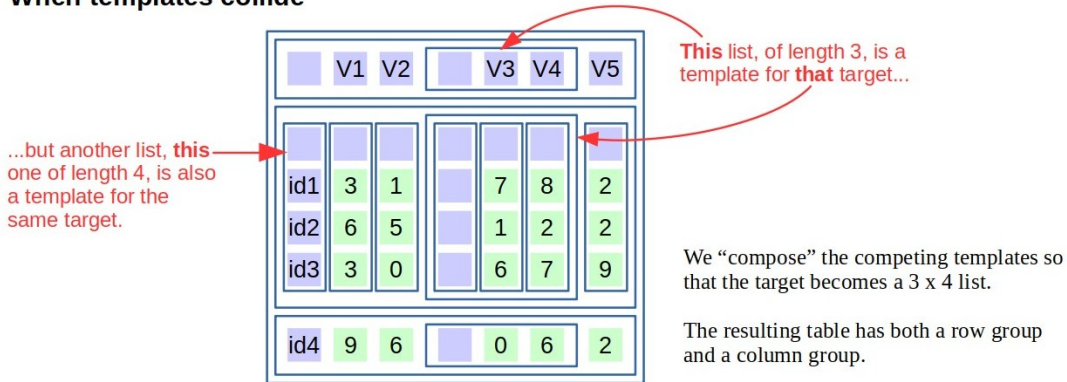 When templates collide
V1 V2 V3 V4 V5
This list, of length 3, is a
template for that target...
...but another list, this
one of length 4, is also
a template for the
same target.
id1 3 1 7 8 2
id2 6 5 1 2 2
id3 3 0 6 7 9
id4 9 6 0 6 2
We “compose” the competing templates so
that the target becomes a 3 x 4 list.
The resulting table has both a row group
and a column group.